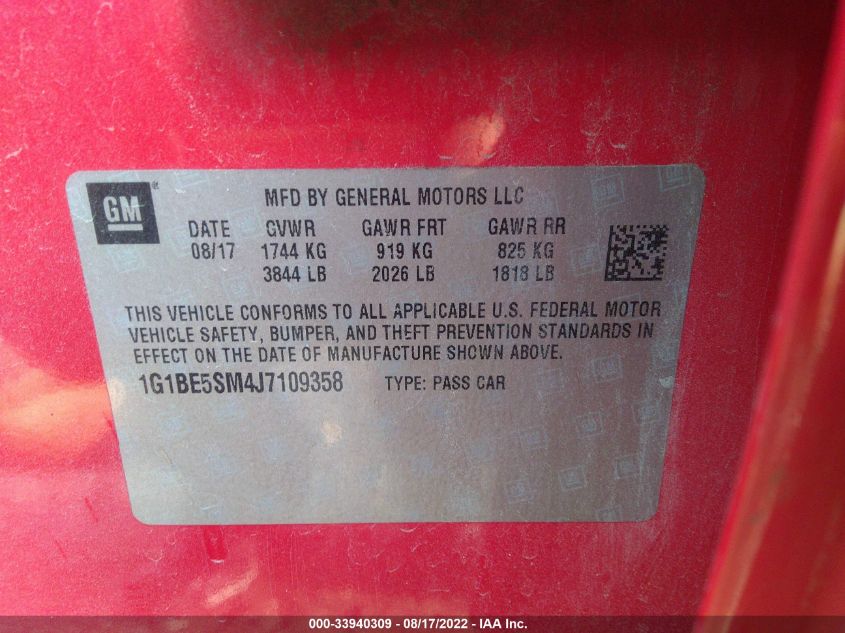 GM ®
MFD BY GENERAL MOTORS LLC
DATE GVWR GAWR FRT GAWR RR
08/17 1744 KG 919 KG 825 KG
3844 LB 2026 LB 1818 LB
THIS VEHICLE CONFORMS TO ALL APPLICABLE U.S. FEDERAL MOTOR
VEHICLE SAFETY, BUMPER, AND THEFT PREVENTION STANDARDS IN
EFFECT ON THE DATE OF MANUFACTURE SHOWN ABOVE.
1G1BE5SM4J7109358 TYPE: PASS CAR
000-33940309 - 08/17/2022 - IAA Inc.